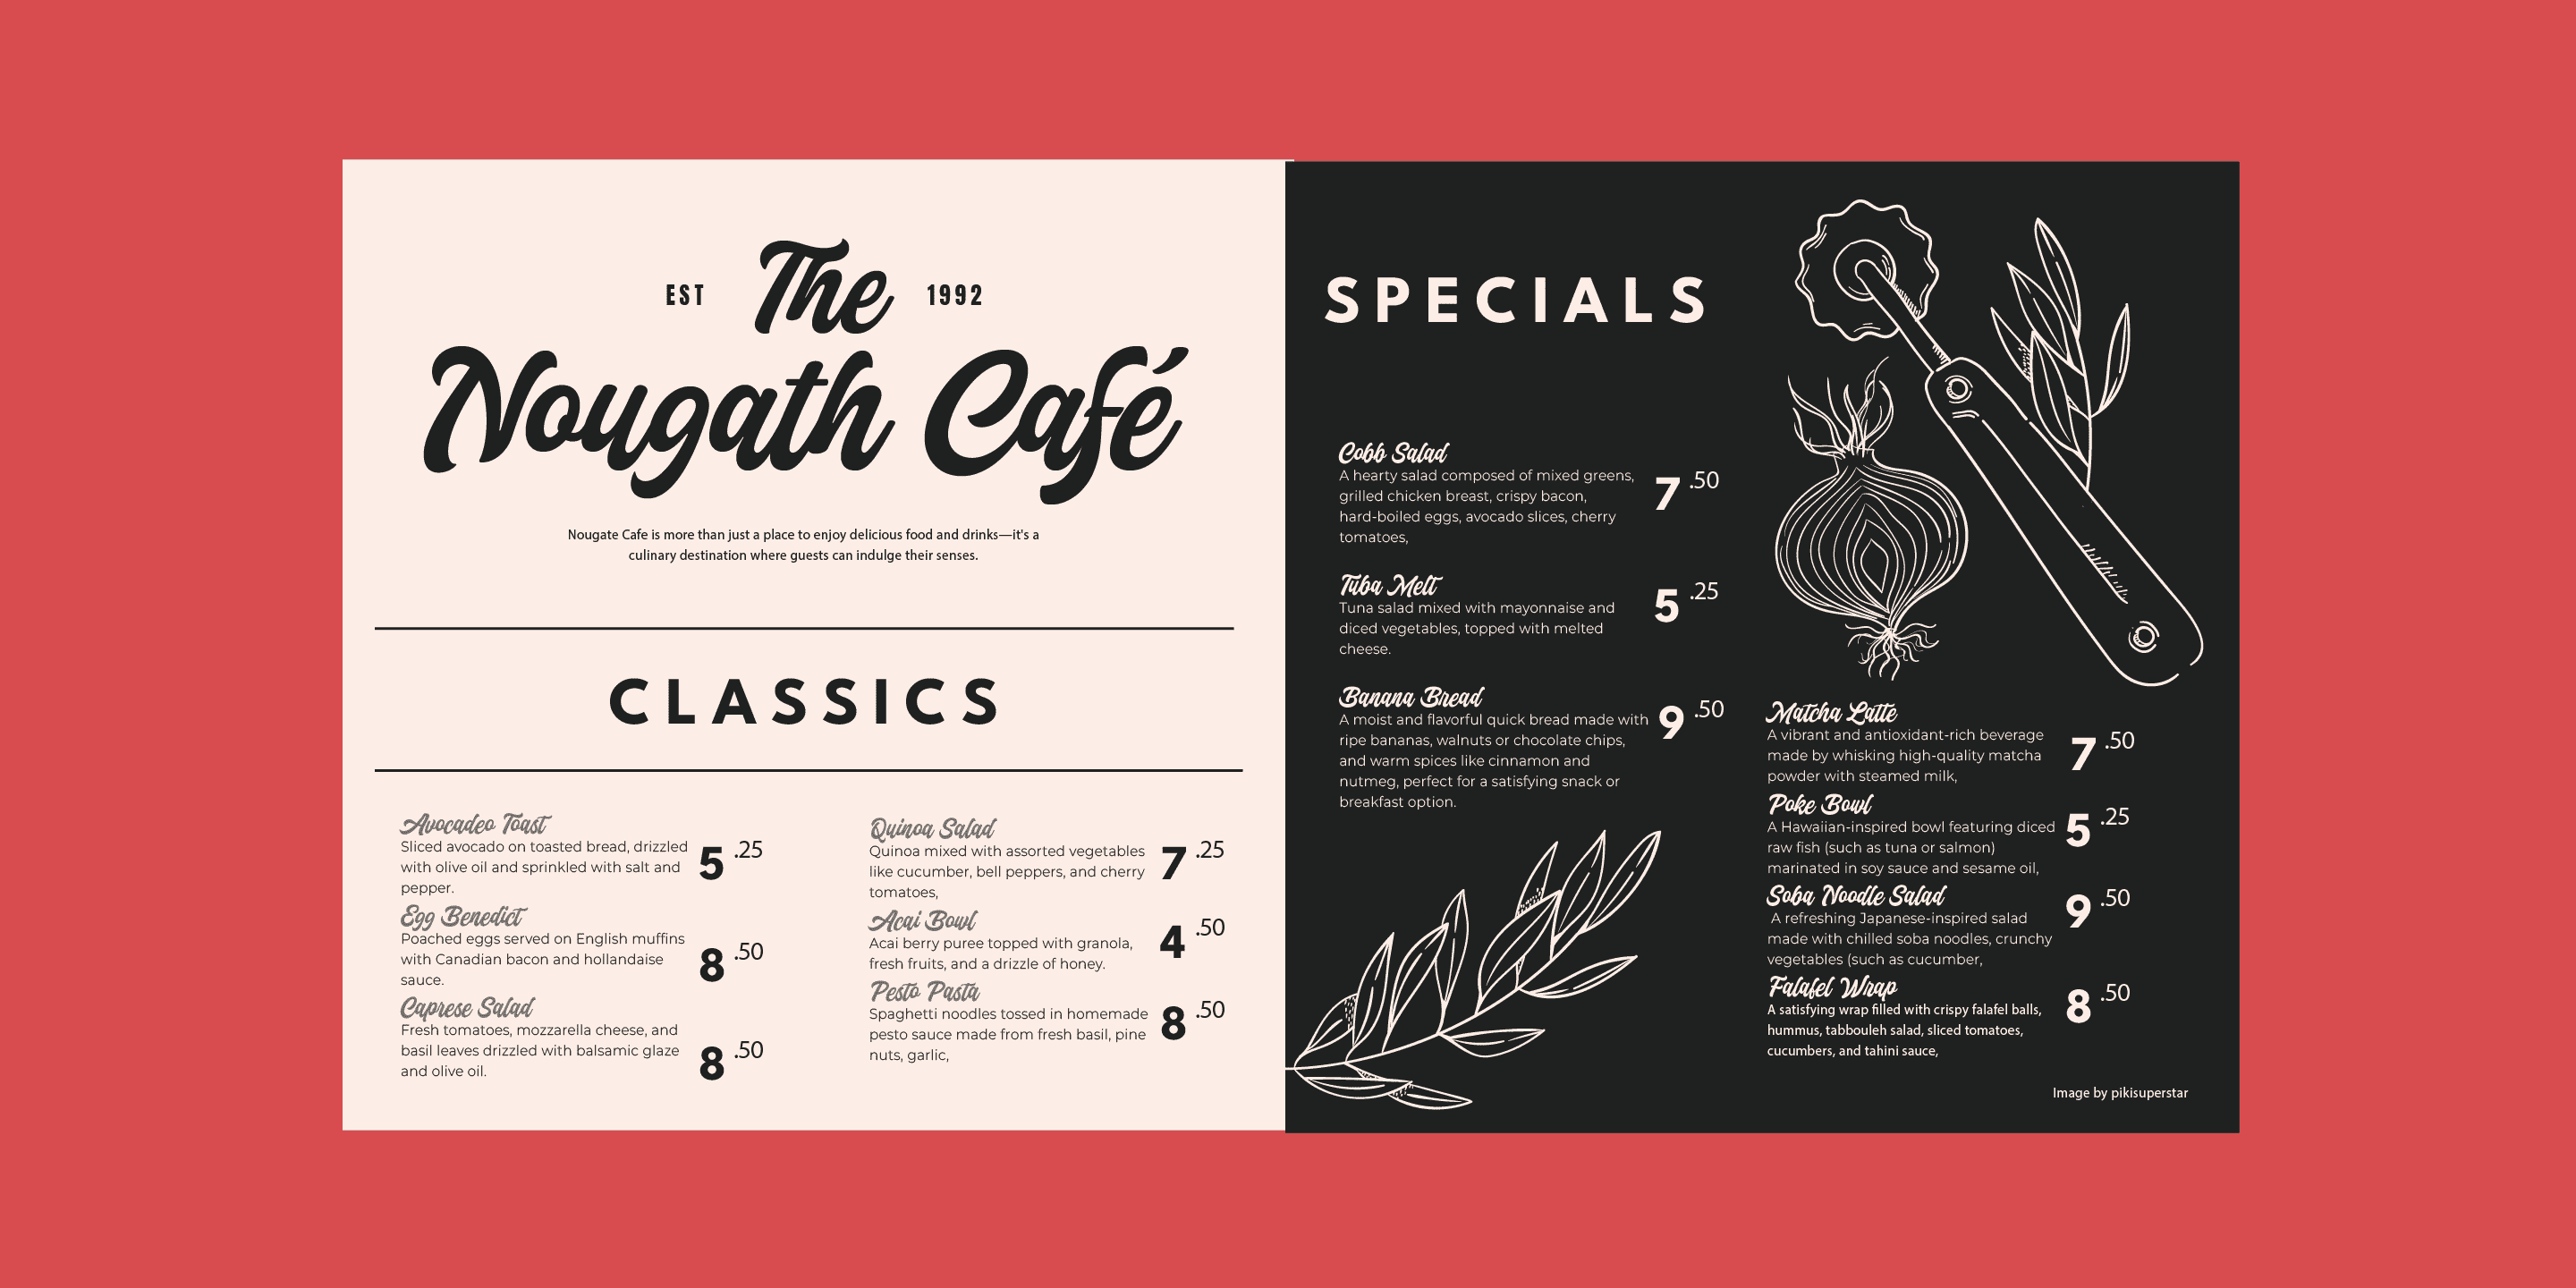 EST The 1992
Nougath Café
Nougate Cafe is more than just a place to enjoy delicious food and drinks—it's a
culinary destination where guests can indulge their senses.
CLASSICS
Avocadeo Toast
Sliced avocado on toasted bread, drizzled
with olive oil and sprinkled with salt and
pepper.
5 .25
Egg Benedict
Poached eggs served on English muffins
with Canadian bacon and hollandaise
sauce.
8 .50
Caprese Salad
Fresh tomatoes, mozzarella cheese, and
basil leaves drizzled with balsamic glaze
and olive oil.
8 .50
Quinoa Salad
Quinoa mixed with assorted vegetables
like cucumber, bell peppers, and cherry
tomatoes,
7 .25
Acai Bowl
Acai berry puree topped with granola,
fresh fruits, and a drizzle of honey.
4 .50
Pesto Pasta
Spaghetti noodles tossed in homemade
pesto sauce made from fresh basil, pine
nuts, garlic,
8 .50
SPECIALS
Cobb Salad
A hearty salad composed of mixed greens,
grilled chicken breast, crispy bacon,
hard-boiled eggs, avocado slices, cherry
tomatoes,
7 .50
Tuba Melt
Tuna salad mixed with mayonnaise and
diced vegetables, topped with melted
cheese.
5 .25
Banana Bread
A moist and flavorful quick bread made with
ripe bananas, walnuts or chocolate chips,
and warm spices like cinnamon and
nutmeg, perfect for a satisfying snack or
breakfast option.
9 .50
Matcha Latte
A vibrant and antioxidant-rich beverage
made by whisking high-quality matcha
powder with steamed milk,
7 .50
Poke Bowl
A Hawaiian-inspired bowl featuring diced
raw fish (such as tuna or salmon)
marinated in soy sauce and sesame oil,
5 .25
Soba Noodle Salad
A refreshing Japanese-inspired salad
made with chilled soba noodles, crunchy
vegetables (such as cucumber,
9 .50
Falafel Wrap
A satisfying wrap filled with crispy falafel balls,
hummus, tabbouleh salad, sliced tomatoes,
cucumbers, and tahini sauce,
8 .50
Image by pikisuperstar